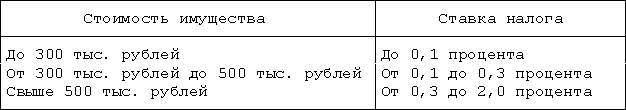 Стоимость имущества Ставка налога
До 300 тыс. рублей До 0,1 процента
От 300 тыс. рублей до 500 тыс. рублей От 0,1 до 0,3 процента
Свыше 500 тыс. рублей От 0,3 до 2,0 процента